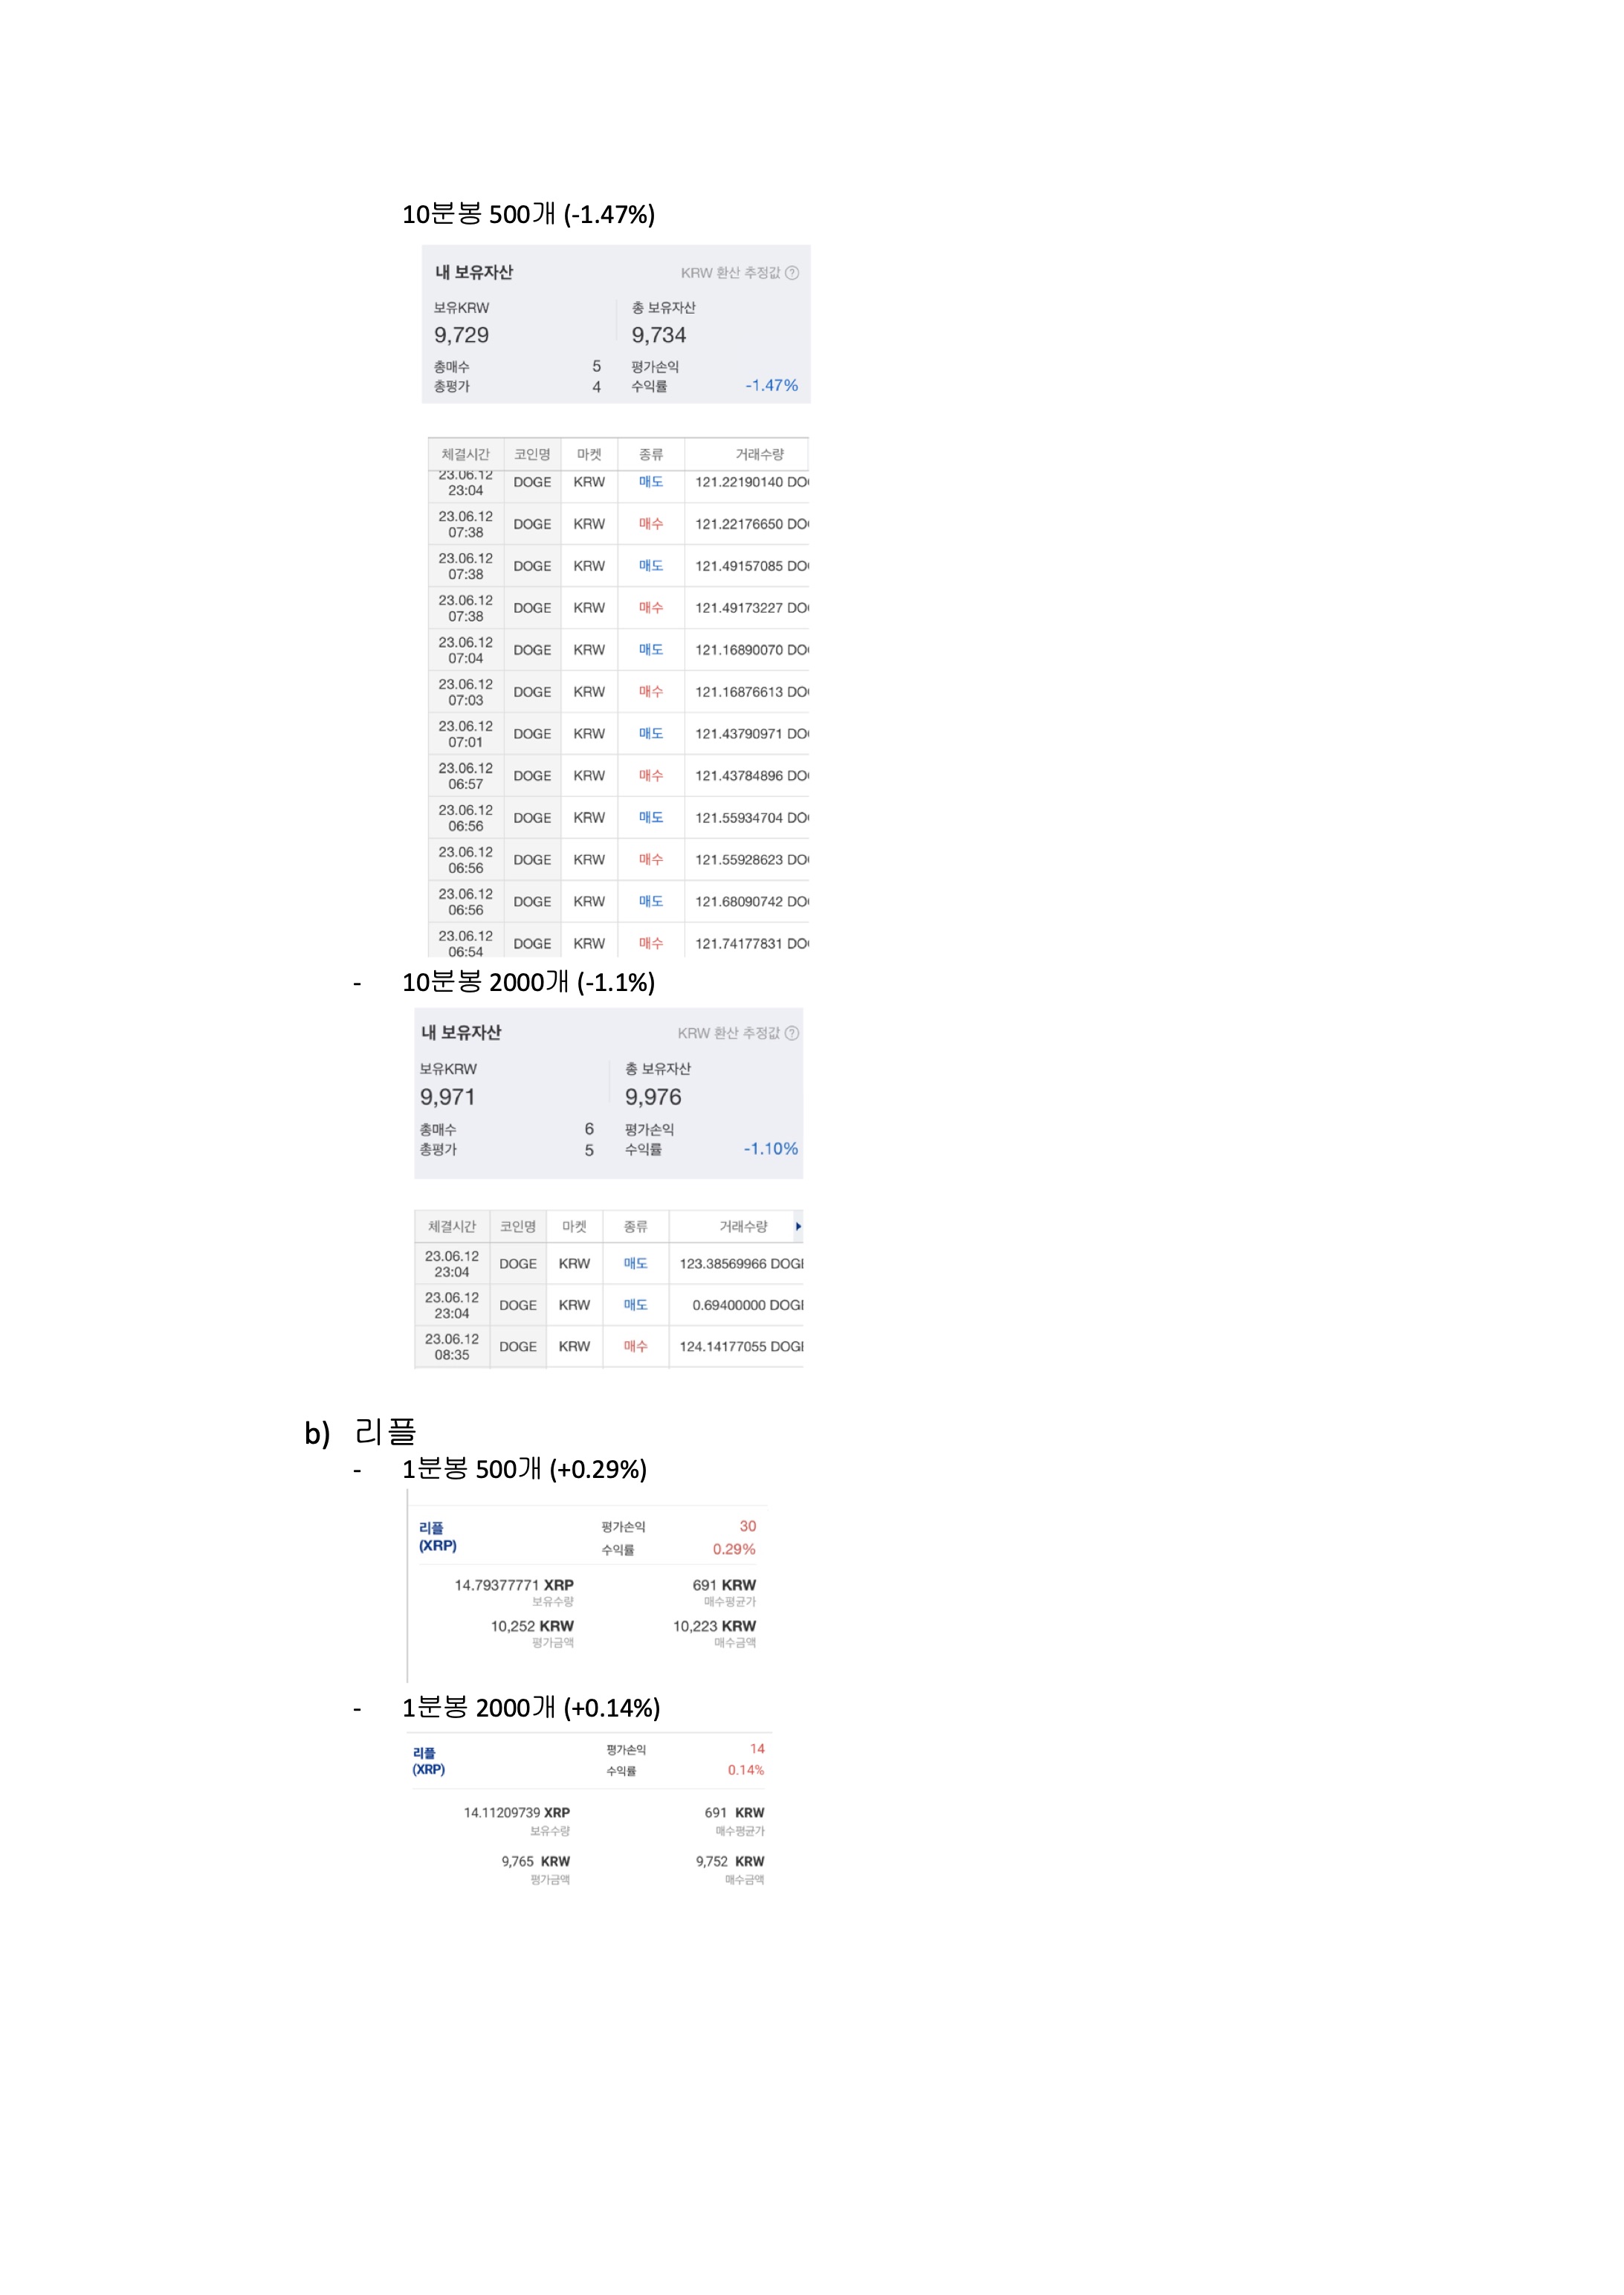 10분봉 500개 (-1.47%)
내 보유자산 KRW 환산 추정값 ?
보유KRW 총 보유자산
9,729 9,734
총매수 5 평가손익
총평가 4 수익률 -1.47%
체결시간 코인명 마켓 종류 거래수량
23.06.12
23:04 DOGE KRW 매도 121.22190140 DO
23.06.12
07:38 DOGE KRW 매수 121.22176650 DO
23.06.12
07:38 DOGE KRW 매도 121.49157085 DO
23.06.12
07:38 DOGE KRW 매수 121.49173227 DO
23.06.12
07:04 DOGE KRW 매도 121.16890070 DO
23.06.12
07:03 DOGE KRW 매수 121.16876613 DO
23.06.12
07:01 DOGE KRW 매도 121.43790971 DO
23.06.12
06:57 DOGE KRW 매수 121.43784896 DO
23.06.12
06:56 DOGE KRW 매도 121.55934704 DO
23.06.12
06:56 DOGE KRW 매수 121.55928623 DO
23.06.12
06:56 DOGE KRW 매도 121.68090742 DO
23.06.12
06:54 DOGE KRW 매수 121.74177831 DO
- 10분봉 2000개 (-1.1%)
내 보유자산 KRW 환산 추정값 ?
보유KRW 총 보유자산
9,971 9,976
총매수 6 평가손익
총평가 5 수익률 -1.10%
체결시간 코인명 마켓 종류 거래수량
23.06.12
23:04 DOGE KRW 매도 123.38569966 DOG
23.06.12
23:04 DOGE KRW 매도 0.69400000 DOG
23.06.12
08:35 DOGE KRW 매수 124.14177055 DOG
b) 리플
- 1분봉 500개 (+0.29%)
리플 평가손익 30
(XRP) 수익률 0.29%
14.79377771 XRP 691 KRW
보유수량 매수평균가
10,252 KRW 10,223 KRW
평가금액 매수금액
- 1분봉 2000개 (+0.14%)
리플 평가손익 14
(XRP) 수익률 0.14%
14.11209739 XRP 691 KRW
보유수량 매수평균가
9,765 KRW 9,752 KRW
평가금액 매수금액